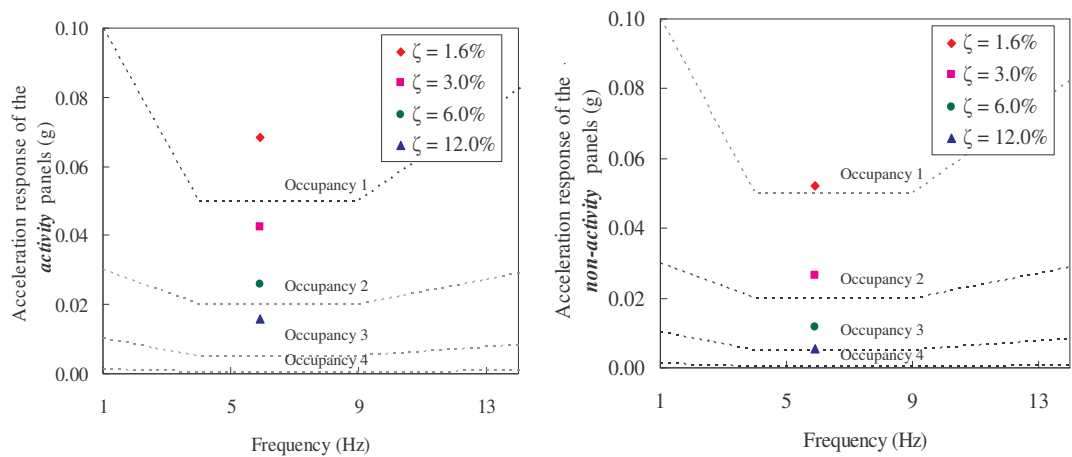 Acceleration response of the
activity panels (g)
0.10
0.08
0.06
0.04
0.02
0.00
ζ = 1.6%
ζ = 3.0%
ζ = 6.0%
ζ = 12.0%
Occupancy 1
Occupancy 2
Occupancy 3
Occupancy 4
1
5
9
13
Frequency (Hz)
Acceleration response of the
non-activity panels (g)
0.10
0.08
0.06
0.04
0.02
0.00
ζ = 1.6%
ζ = 3.0%
ζ = 6.0%
ζ = 12.0%
Occupancy 1
Occupancy 2
Occupancy 3
Occupancy 4
1
5
9
13
Frequency (Hz)